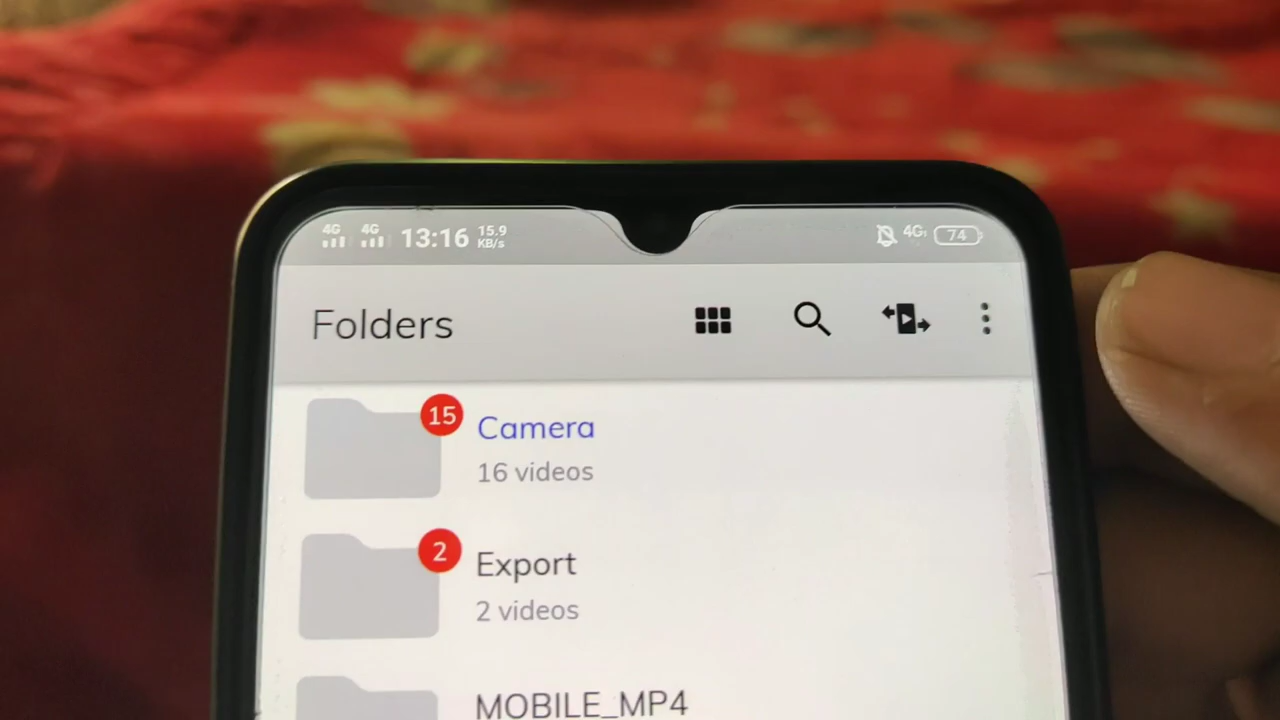 4G 4G 13:16 15.9 KB/s 4G 74
Folders
15 Camera
16 videos
2 Export
2 videos
MOBILE_MP4